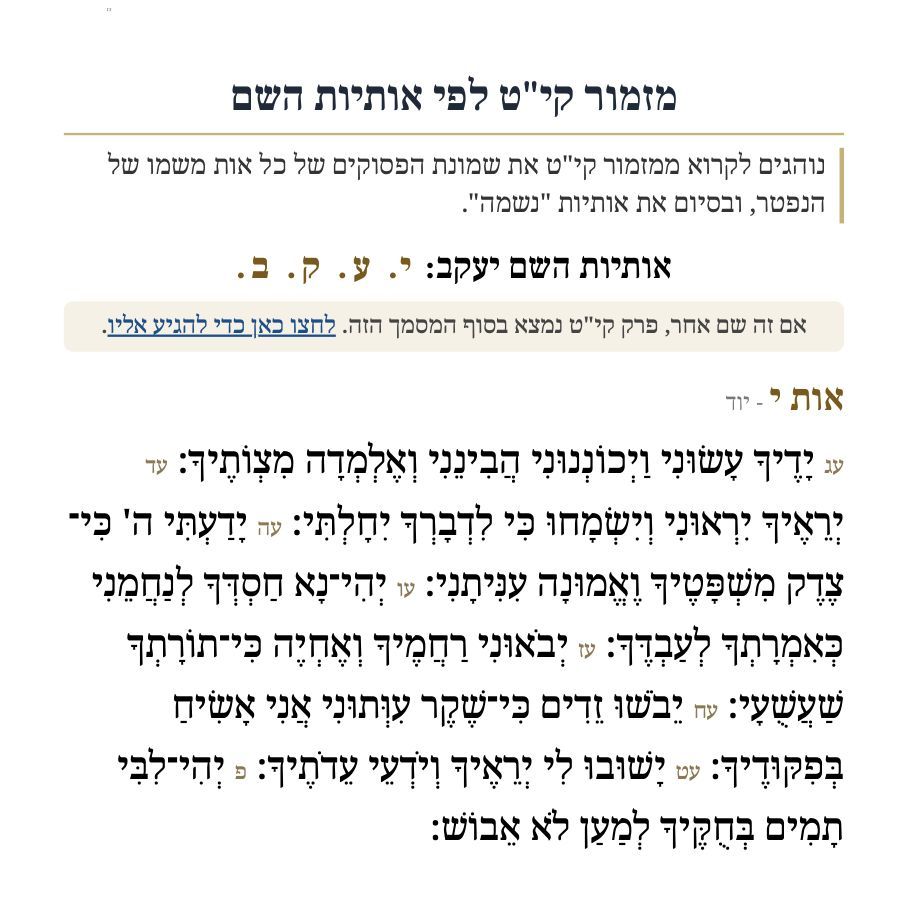 מזמור קי"ט לפי אותיות השם
נוהגים לקרוא ממזמור קי"ט את שמונת הפסוקים של כל אות משמו של
הנפטר, ובסיום את אותיות "נשמה".
אותיות השם יעקב: י. ע. ק. ב.
אם זה שם אחר, פרק קי"ט נמצא בסוף המסמך הזה. לחצו כאן כדי להגיע אליו.
אות י - יוד
עג יָדֶיךָ עָשׂוּנִי וַיְכוֹנְנוּנִי הֲבִינֵנִי וְאֶלְמְדָה מִצְוֹתֶיךָ: עד
יְרֵאֶיךָ יִרְאוּנִי וְיִשְׂמָחוּ כִּי לִדְבָרְךָ יִחָלְתִּי: עה יָדַעְתִּי ה' כִּי־
צֶדֶק מִשְׁפָּטֶיךָ וֶאֱמוּנָה עִנִּיתָנִי: עו יְהִי־נָא חַסְדְּךָ לְנַחֲמֵנִי
כְּאִמְרָתְךָ לְעַבְדֶּךָ: עז יְבֹאוּנִי רַחֲמֶיךָ וְאֶחְיֶה כִּי־תוֹרָתְךָ
שַׁעֲשֻׁעָי: עח יֵבֹשׁוּ זֵדִים כִּי־שֶׁקֶר עִוְּתוּנִי אֲנִי אָשִׂיחַ
בְּפִקּוּדֶיךָ: עט יָשׁוּבוּ לִי יְרֵאֶיךָ וְיֹדְעֵי עֵדֹתֶיךָ: פ יְהִי־לִבִּי
תָמִים בְּחֻקֶּיךָ לְמַעַן לֹא אֵבוֹשׁ: